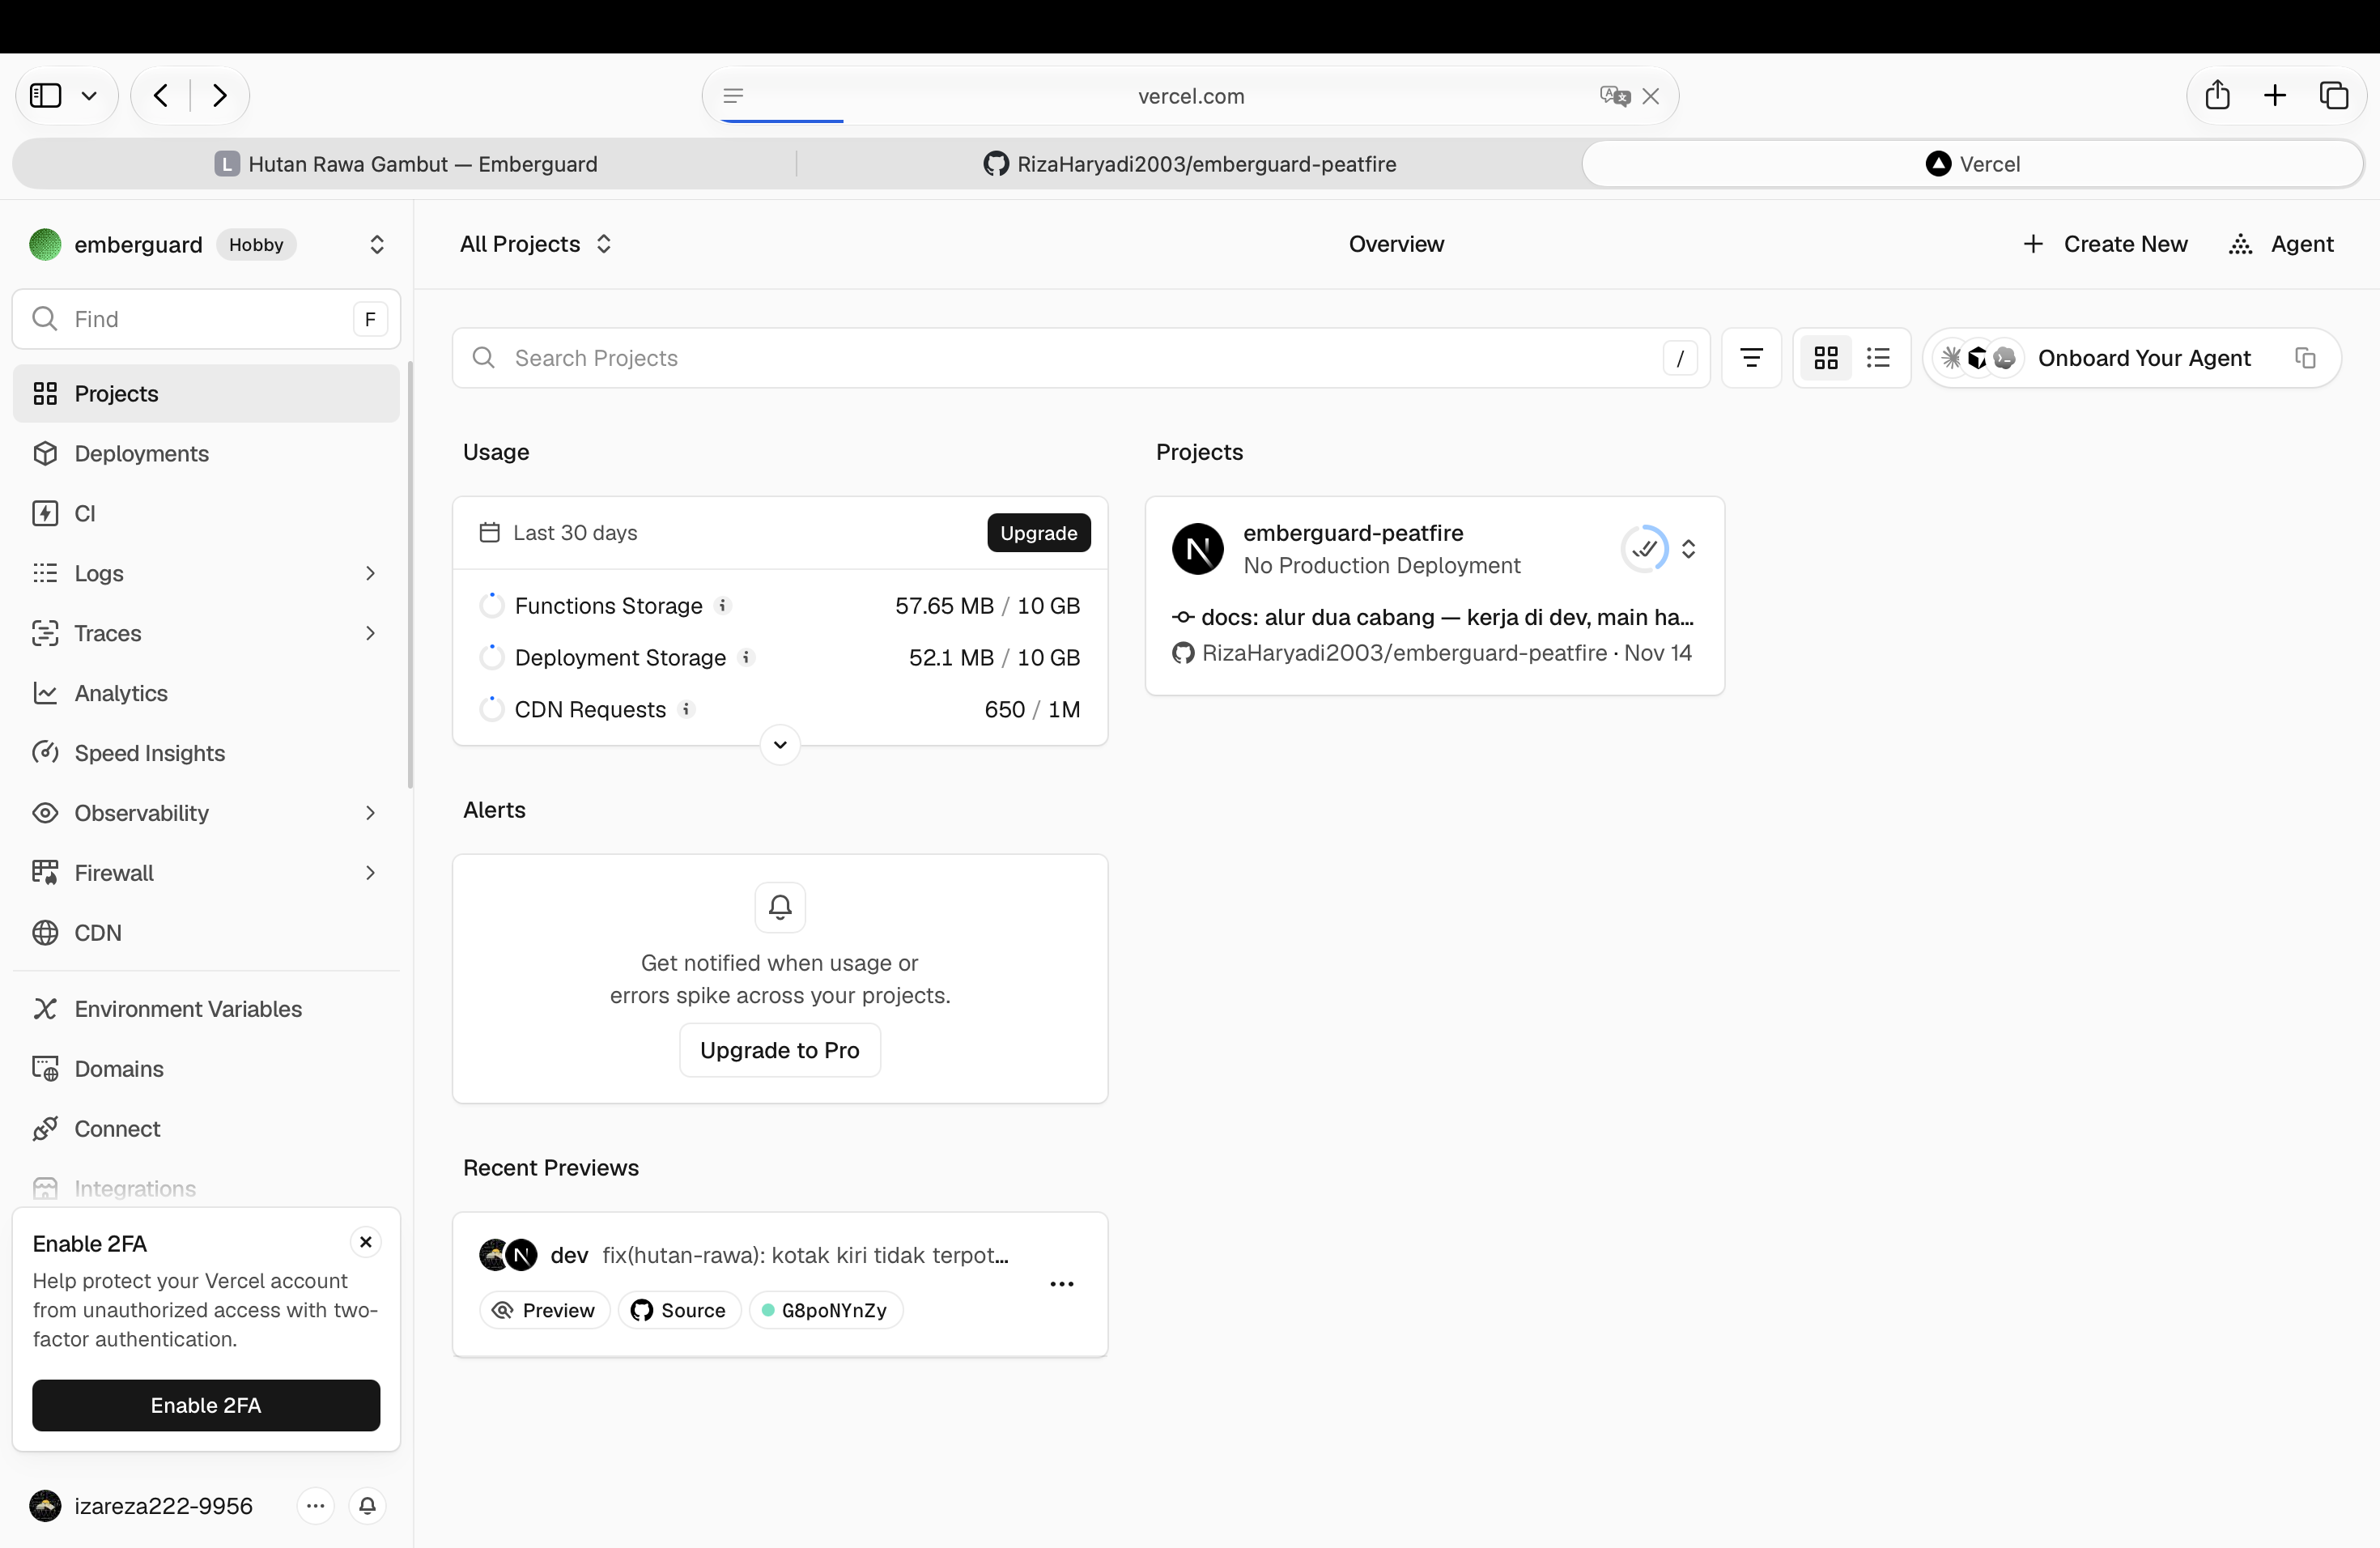 vercel.com
L Hutan Rawa Gambut — Emberguard
RizaHaryadi2003/emberguard-peatfire
Vercel
emberguard Hobby
All Projects
Overview
Create New
Agent
Find F
Search Projects /
Onboard Your Agent
Projects
Deployments
CI
Logs
Traces
Analytics
Speed Insights
Observability
Firewall
CDN
Environment Variables
Domains
Connect
Integrations
Enable 2FA
Help protect your Vercel account
from unauthorized access with two-
factor authentication.
Enable 2FA
izareza222-9956
Usage
Last 30 days Upgrade
Functions Storage 57.65 MB / 10 GB
Deployment Storage 52.1 MB / 10 GB
CDN Requests 650 / 1M
Alerts
Get notified when usage or
errors spike across your projects.
Upgrade to Pro
Recent Previews
dev fix(hutan-rawa): kotak kiri tidak terpot...
Preview Source G8poNYnZy
Projects
emberguard-peatfire
No Production Deployment
docs: alur dua cabang — kerja di dev, main ha...
RizaHaryadi2003/emberguard-peatfire · Nov 14